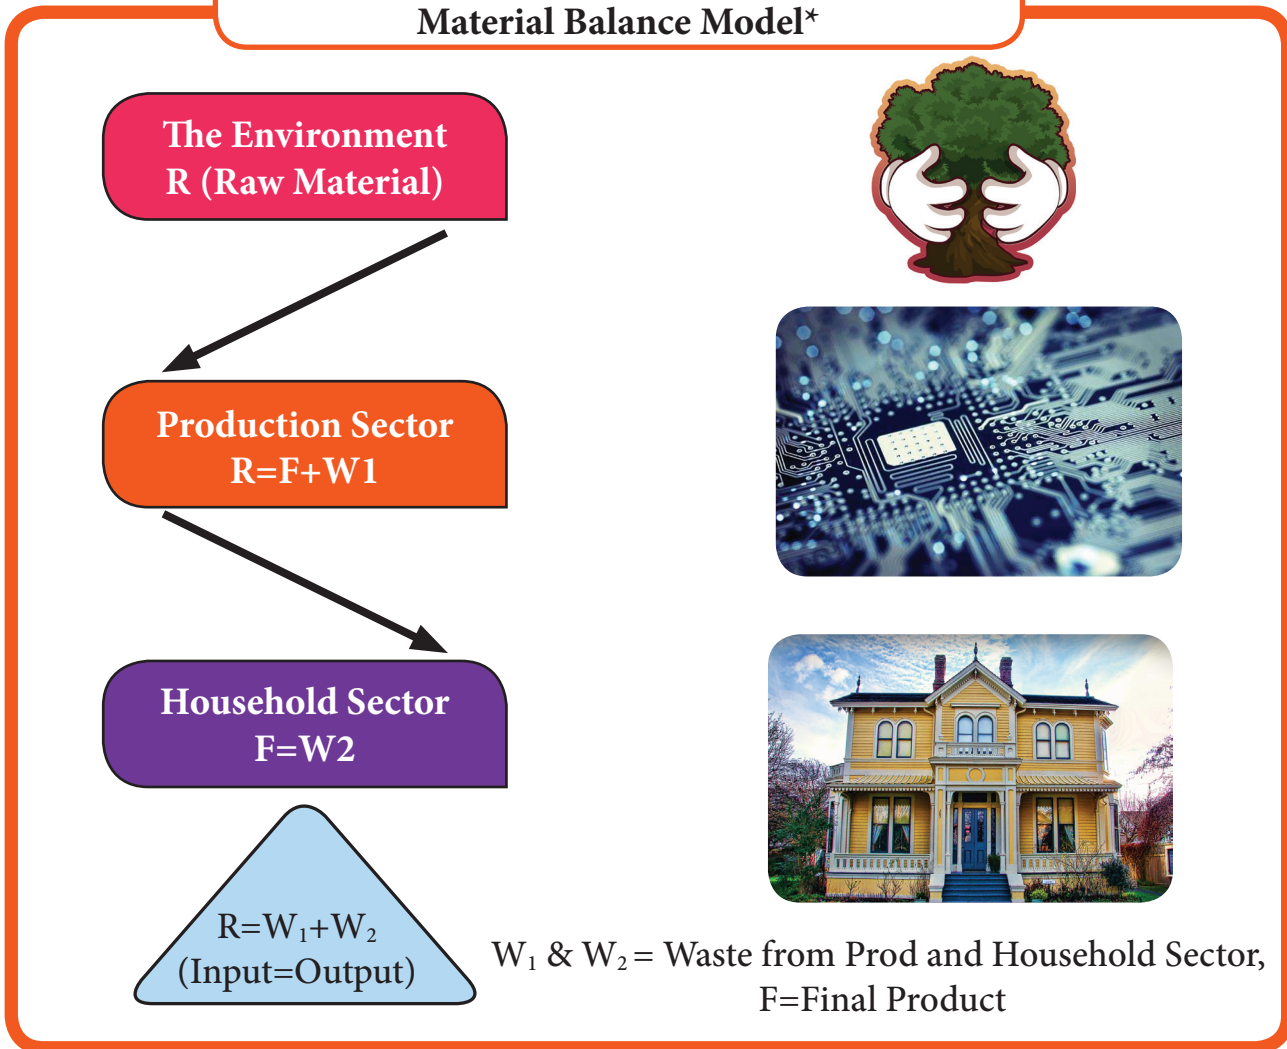 Material Balance Model*
The Environment
R (Raw Material)
Production Sector
R=F+W1
Household Sector
F=W2
R=W₁+W₂
(Input=Output)
W₁ & W₂ = Waste from Prod and Household Sector,
F=Final Product